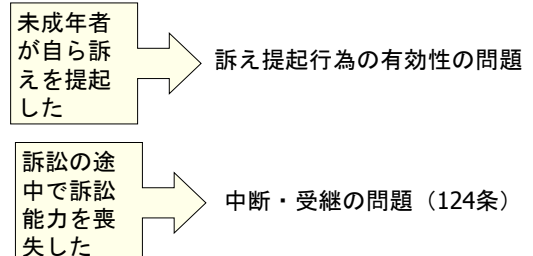 未成年者
が自ら訴
えを提起
した
訴え提起行為の有効性の問題
訴訟の途
中で訴訟
能力を喪
失した
中断・受継の問題（124条）